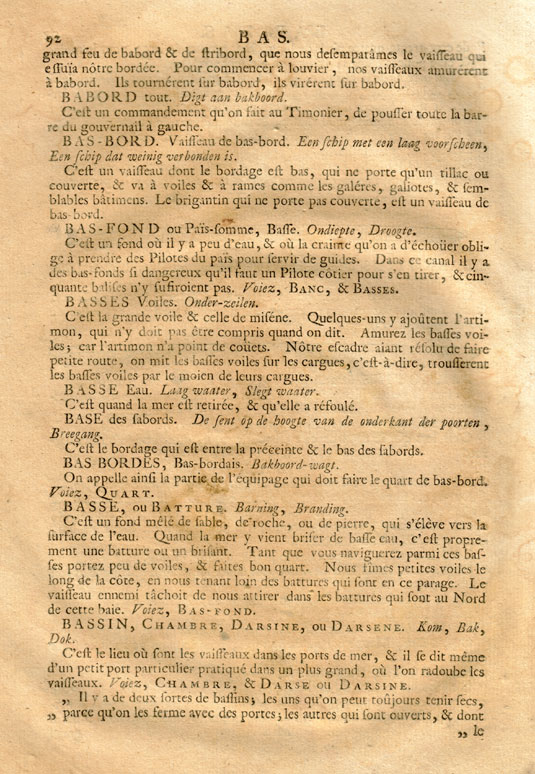 92 BAS.
grand feu de babord & de stribord, que nous desemparâmes le vaisseau qui
essuïa nôtre bordée. Pour commencer à louvier, nos vaisseaux amurérent
à babord. Ils tournérent sur babord, ils virérent sur babord.
BABORD tout. Digt aan bakboord.
C'est un commandement qu'on fait au Timonier, de pousser toute la bar-
re du gouvernail à gauche.
BAS-BORD. Vaisseau de bas-bord. Een schip met een laag voorscheen,
Een schip dat weinig verbonden is.
C'est un vaisseau dont le bordage est bas, qui ne porte qu'un tillac ou
couverte, & va à voiles & à rames comme les galéres, galiotes, & sem-
blables bâtimens. Le brigantin qui ne porte pas couverte, est un vaisseau de
bas-bord.
BAS-FOND ou Païs-somme, Basse. Ondiepte, Droogte.
C'est un fond où il y a peu d'eau, & où la crainte qu'on a d'échoüer obli-
ge à prendre des Pilotes du païs pour servir de guides. Dans ce canal il y a
des bas-fonds si dangereux qu'il faut un Pilote côtier pour s'en tirer, & cin-
quante balises n'y sufiroient pas. Voiez, BANC, & BASSES.
BASSES Voiles. Onder-zeilen.
C'est la grande voile & celle de miséne. Quelques-uns y ajoûtent l'arti-
mon, qui n'y doit pas être compris quand on dit. Amurez les basses voi-
les; car l'artimon n'a point de coüets. Nôtre escadre aiant résolu de faire
petite route, on mit les basses voiles sur les cargues, c'est-à-dire, trousserent
les basses voiles par le moien de leurs cargues.
BASSE Eau. Laag waater, Slegt waater.
C'est quand la mer est retirée, & qu'elle a réfoulé.
BASE des sabords. De sent op de hoogte van de onderkant der poorten,
Breegang.
C'est le bordage qui est entre la préceinte & le bas des sabords.
BAS BORDES, Bas-bordais. Bakboord-wagt.
On appelle ainsi la partie de l'équipage qui doit faire le quart de bas-bord.
Voiez, QUART.
BASSE, ou BATTURE. Barning, Branding.
C'est un fond mêlé de sable, de roche, ou de pierre, qui s'éléve vers la
surface de l'eau. Quand la mer y vient briser de basse eau, c'est propre-
ment une batture ou un brisant. Tant que vous naviguerez parmi ces bas-
ses portez peu de voiles, & faites bon quart. Nous fimes petites voiles le
long de la côte, en nous tenant loin des battures qui sont en ce parage. Le
vaisseau ennemi tâchoit de nous attirer dans les battures qui sont au Nord
de cette baie. Voiez, BAS-FOND.
BASSIN, CHAMBRE, DARSINE, ou DARSENE. Kom, Bak,
Dok.
C'est le lieu où sont les vaisseaux dans les ports de mer, & il se dit même
d'un petit port particulier pratiqué dans un plus grand, où l'on radoube les
vaisseaux. Voiez, CHAMBRE, & DARSE ou DARSINE.
„ Il y a de deux sortes de bassins; les uns qu'on peut toûjours tenir secs,
„ parce qu'on les ferme avec des portes; les autres qui sont ouverts, & dont
„ le